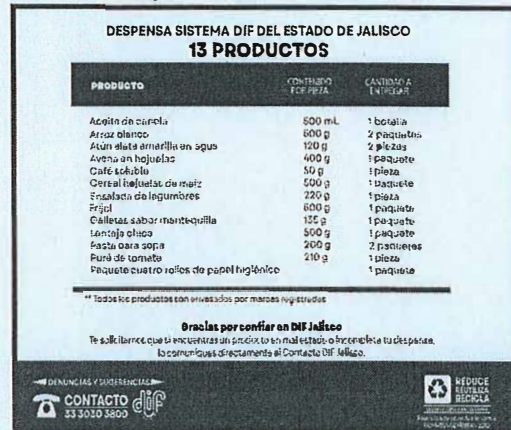 DESPENSA SISTEMA DIF DEL ESTADO DE JALISCO
13 PRODUCTOS
PRODUCTO CONTENIDO POR PIEZA CANTIDAD A ENTREGAR
Aceite de canola 500 mL 1 botella
Arroz blanco 500 g 2 paquetes
Atún aleta amarilla en agua 120 g 2 piezas
Avena en hojuelas 400 g 1 paquete
Café soluble 50 g 1 pieza
Cereal hojuelas de maíz 500 g 1 paquete
Ensalada de legumbres 220 g 1 pieza
Frijol 500 g 1 paquete
Galletas sabor mantequilla 1 paquete
Lenteja chica 500 g 1 paquete
Pasta para sopa 200 g 2 paquetes
Puré de tomate 210 g 1 pieza
Paquete cuatro rollos de papel higiénico 1 paquete
** Todos los productos son envasados por marcas registradas
Gracias por confiar en DIF Jalisco
Te solicitamos que si encuentras un producto en mal estado o incompleta tu despensa,
lo comuniques directamente al Contacto DIF Jalisco.
DENUNCIAS Y SUGERENCIAS
CONTACTO
33 3030 3800
dif
REDUCE
REUTILIZA
RECICLA